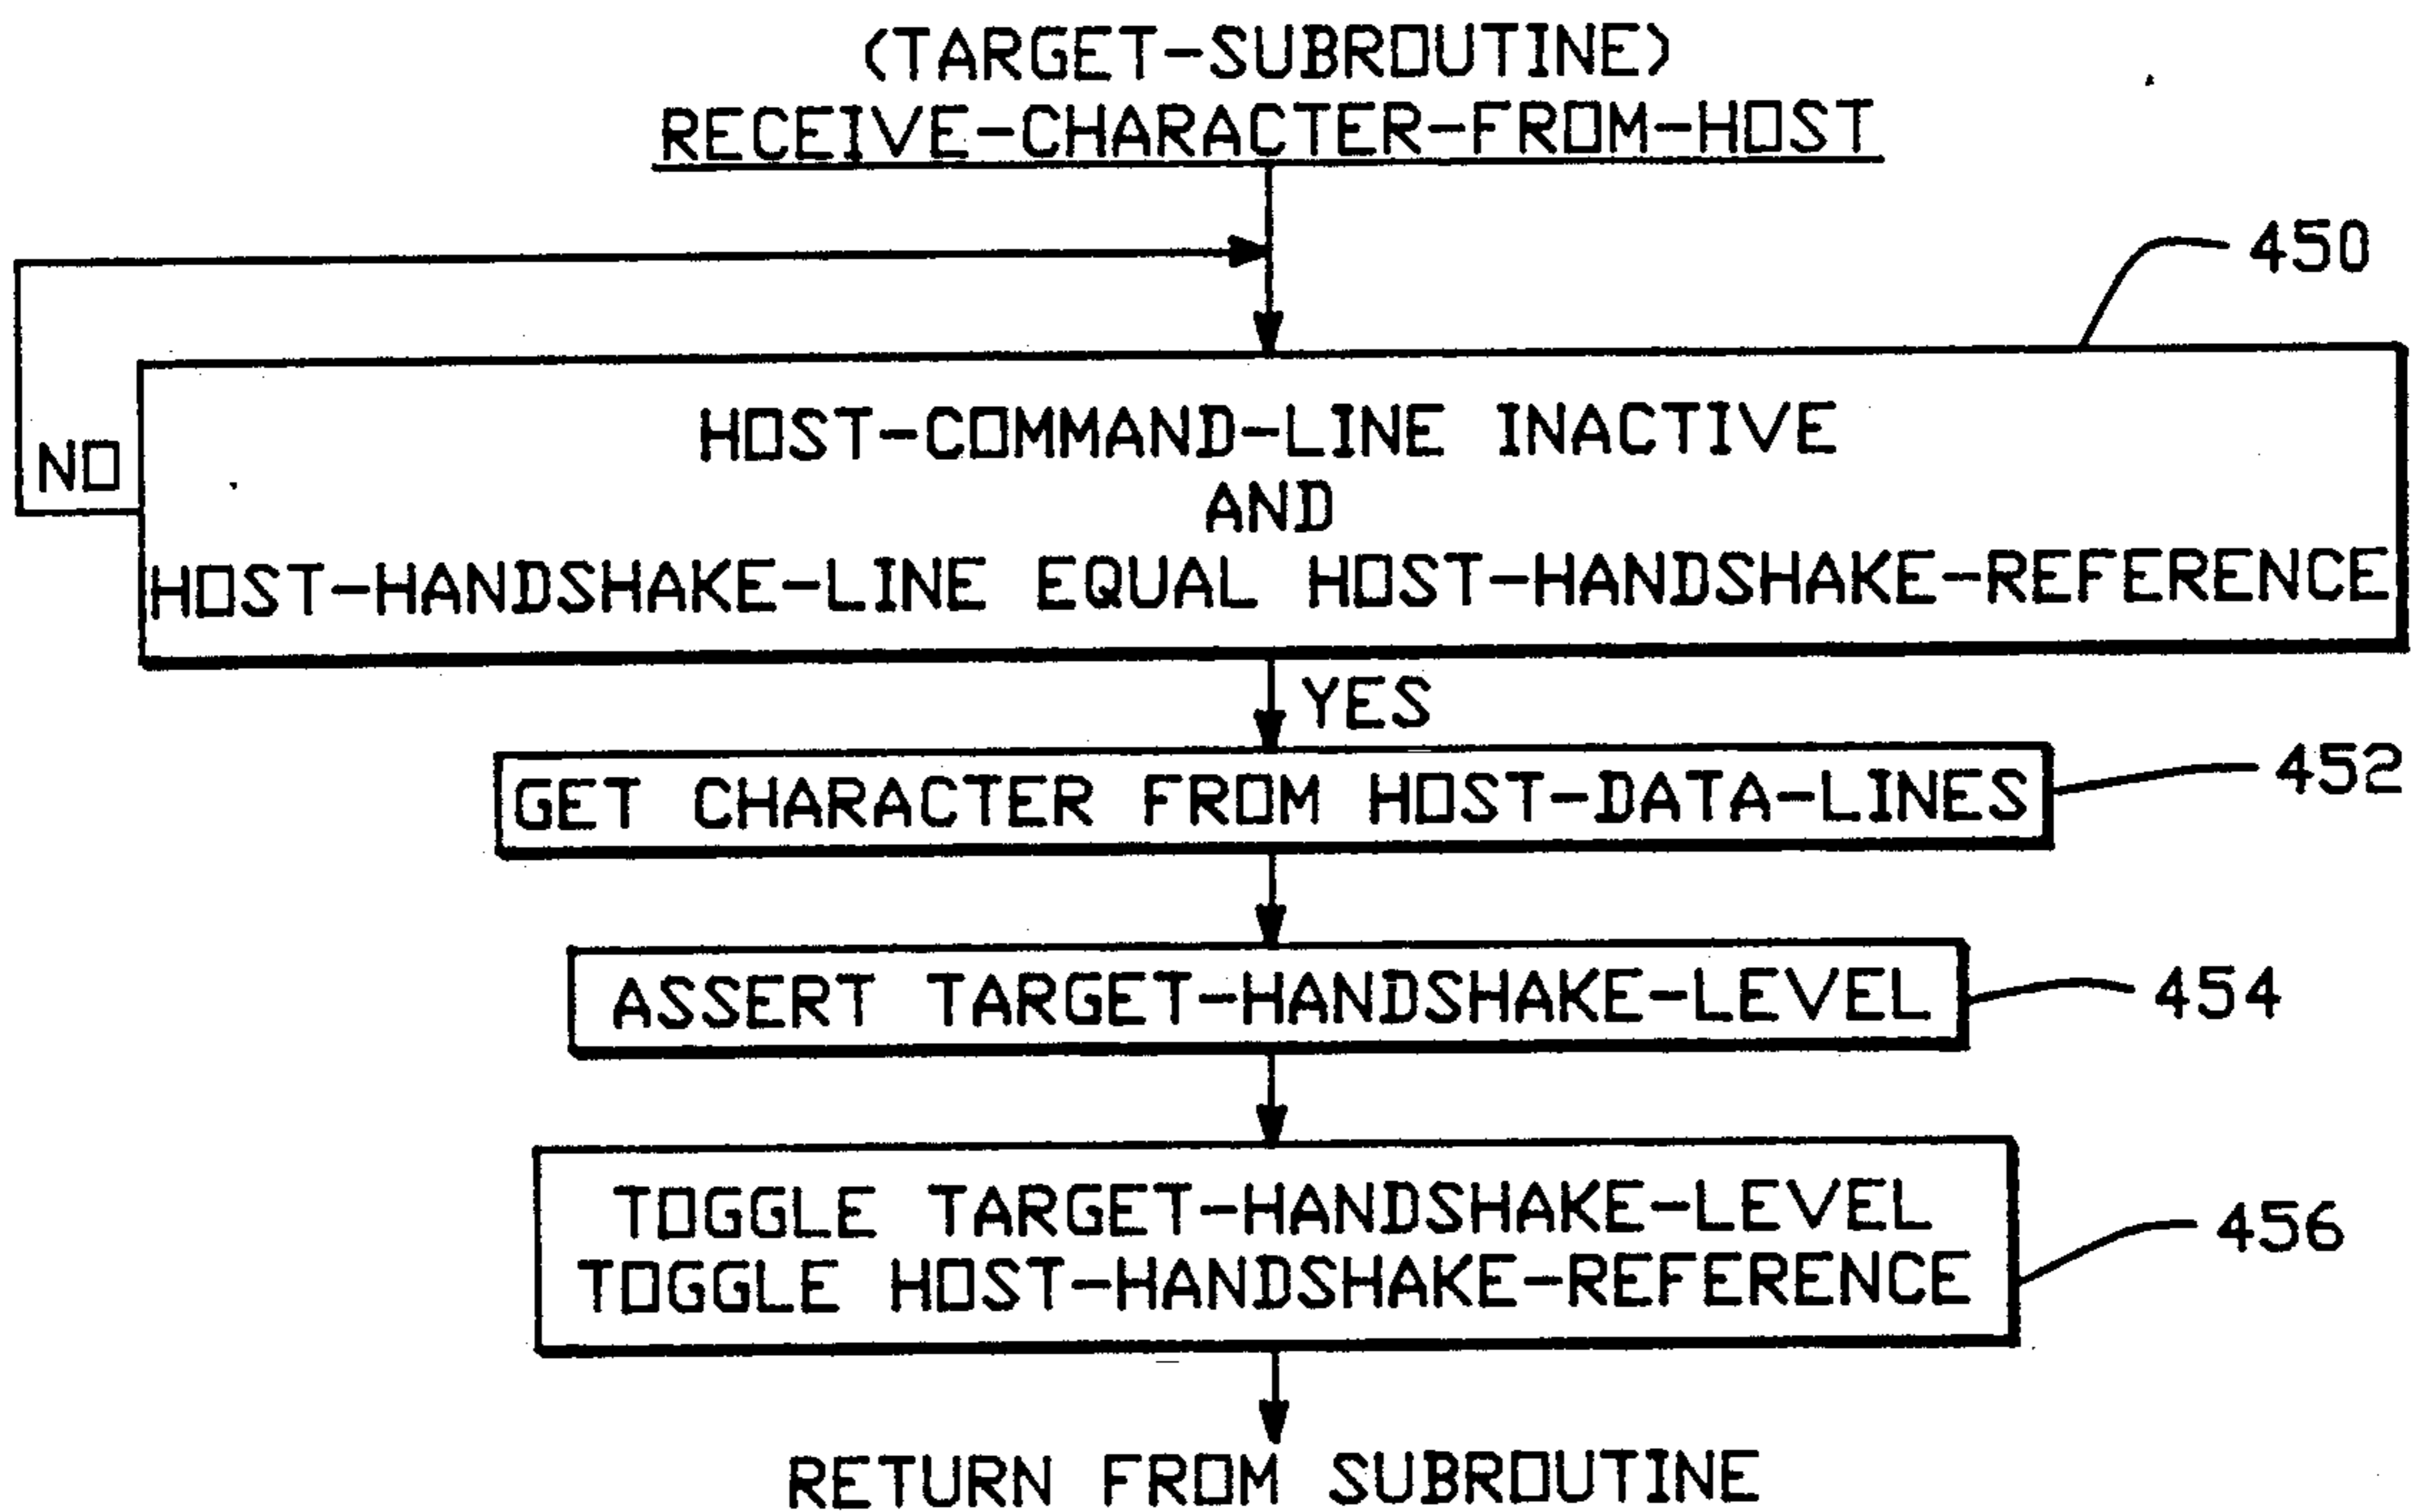 (TARGET-SUBROUTINE)
RECEIVE-CHARACTER-FROM-HOST
450
NO
HOST-COMMAND-LINE INACTIVE
AND
HOST-HANDSHAKE-LINE EQUAL HOST-HANDSHAKE-REFERENCE
YES
GET CHARACTER FROM HOST-DATA-LINES
452
ASSERT TARGET-HANDSHAKE-LEVEL
454
TOGGLE TARGET-HANDSHAKE-LEVEL
TOGGLE HOST-HANDSHAKE-REFERENCE
456
RETURN FROM SUBROUTINE